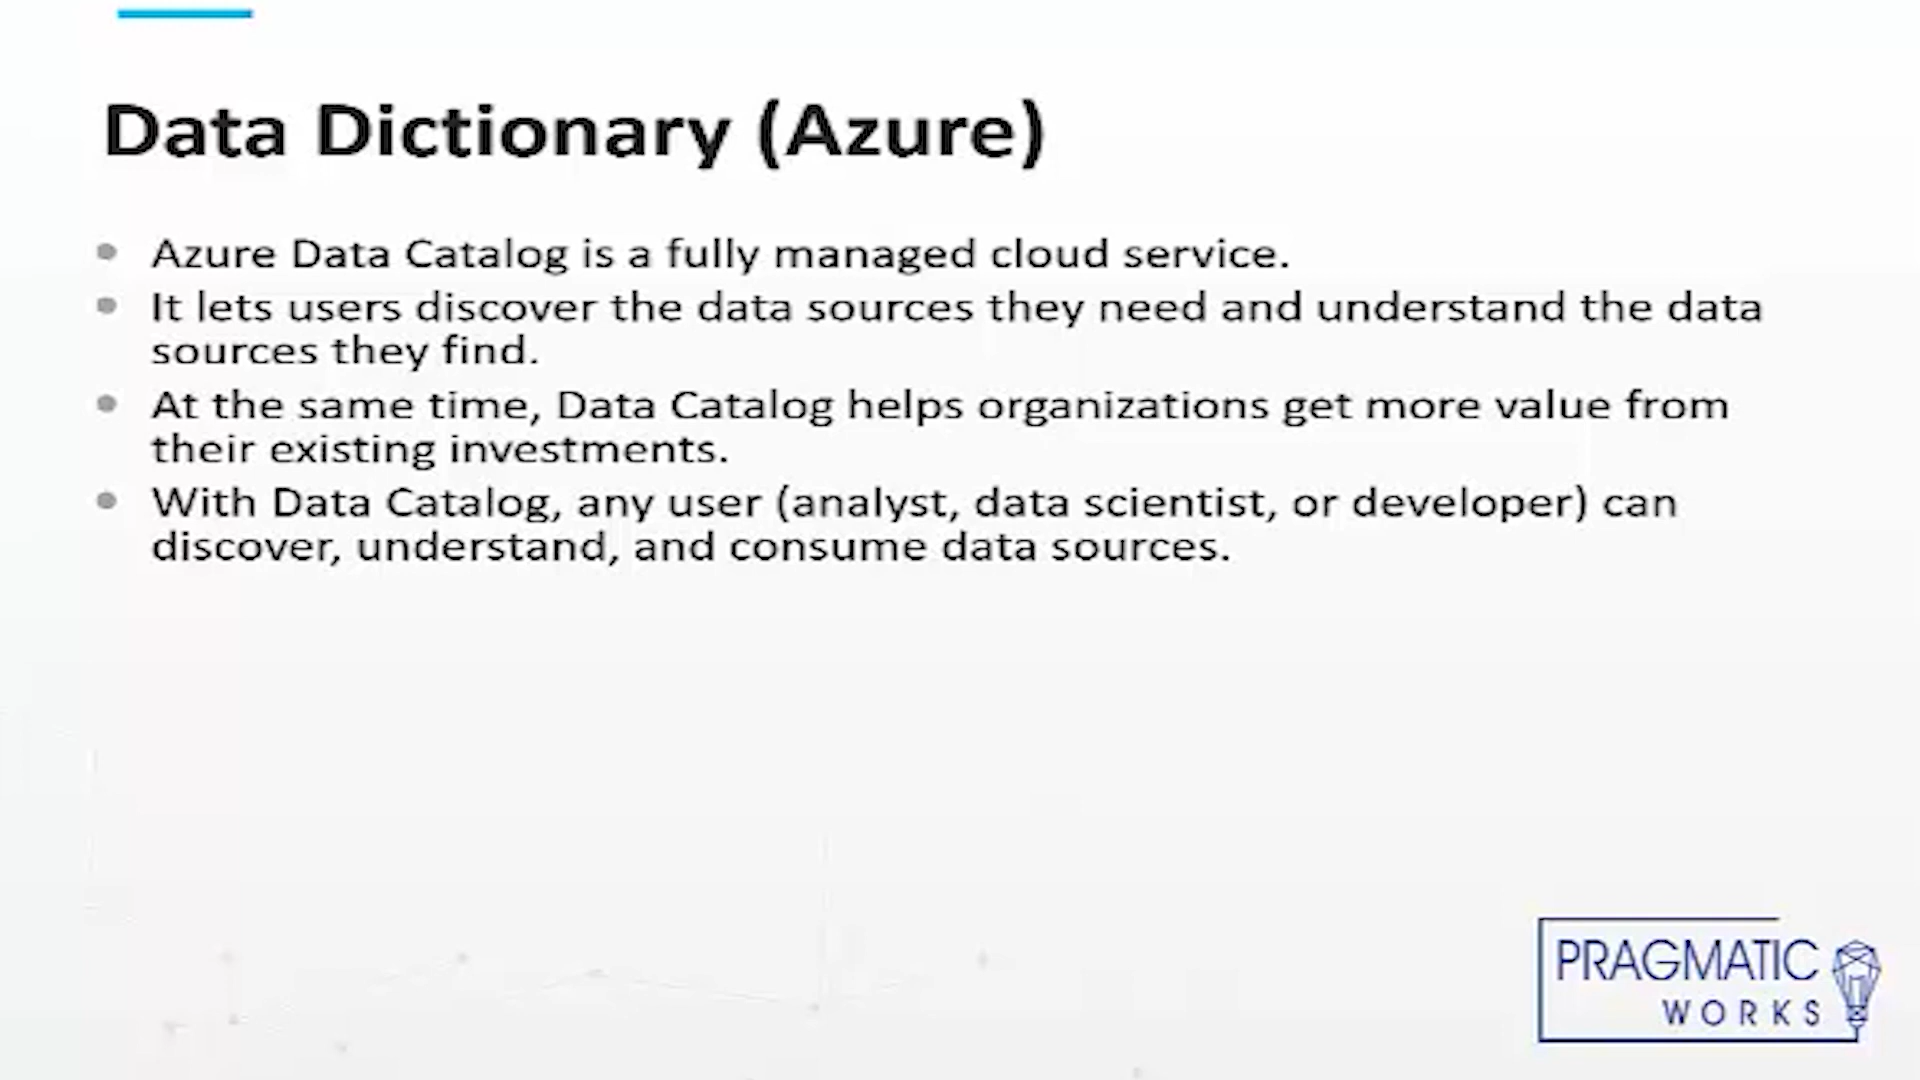 Data Dictionary (Azure)
Azure Data Catalog is a fully managed cloud service.
It lets users discover the data sources they need and understand the data
sources they find.
At the same time, Data Catalog helps organizations get more value from
their existing investments.
With Data Catalog, any user (analyst, data scientist, or developer) can
discover, understand, and consume data sources.
PRAGMATIC
WORKS